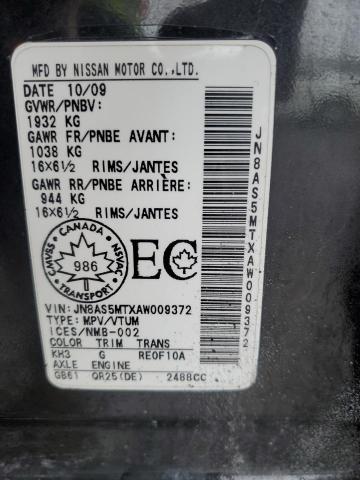 MFD BY NISSAN MOTOR CO.,LTD.
DATE 10/09
GVWR/PNBV:
1932 KG
GAWR FR/PNBE AVANT:
1038 KG
16x6½ RIMS/JANTES
GAWR RR/PNBE ARRIÈRE:
944 KG
16x6½ RIMS/JANTES
CANADA
CMVSS
NSVAC
986
TRANSPORT
EC
VIN:JN8AS5MTXAW009372
TYPE:MPV/VTUM
ICES/NMB-002
COLOR TRIM TRANS
KH3 G RE0F10A
AXLE ENGINE
GB61 QR25(DE) 2488CC
JN8AS5MTXAW009372